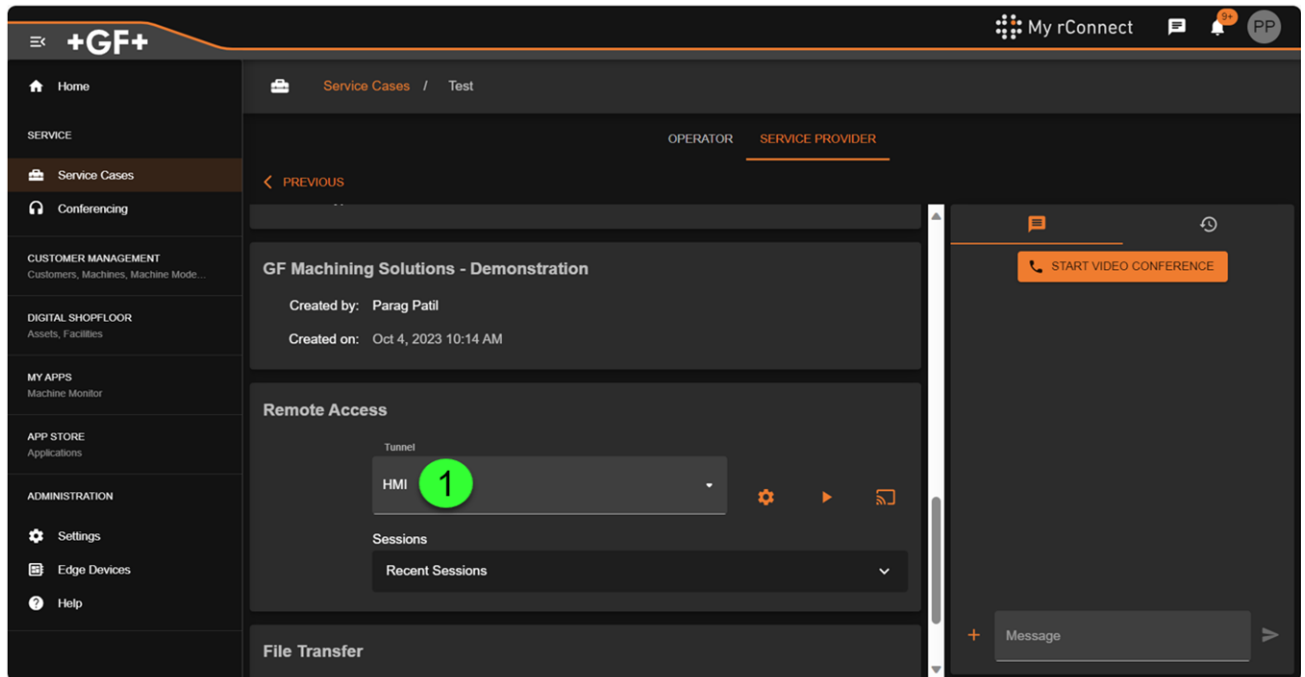 +GF+
My rConnect
9+
PP
Home
SERVICE
Service Cases
Conferencing
CUSTOMER MANAGEMENT
Customers, Machines, Machine Mode...
DIGITAL SHOPFLOOR
Assets, Facilities
MY APPS
Machine Monitor
APP STORE
Applications
ADMINISTRATION
Settings
Edge Devices
Help
Service Cases / Test
OPERATOR SERVICE PROVIDER
PREVIOUS
GF Machining Solutions - Demonstration
Created by: Parag Patil
Created on: Oct 4, 2023 10:14 AM
Remote Access
Tunnel
HMI 1
Sessions
Recent Sessions
File Transfer
START VIDEO CONFERENCE
Message